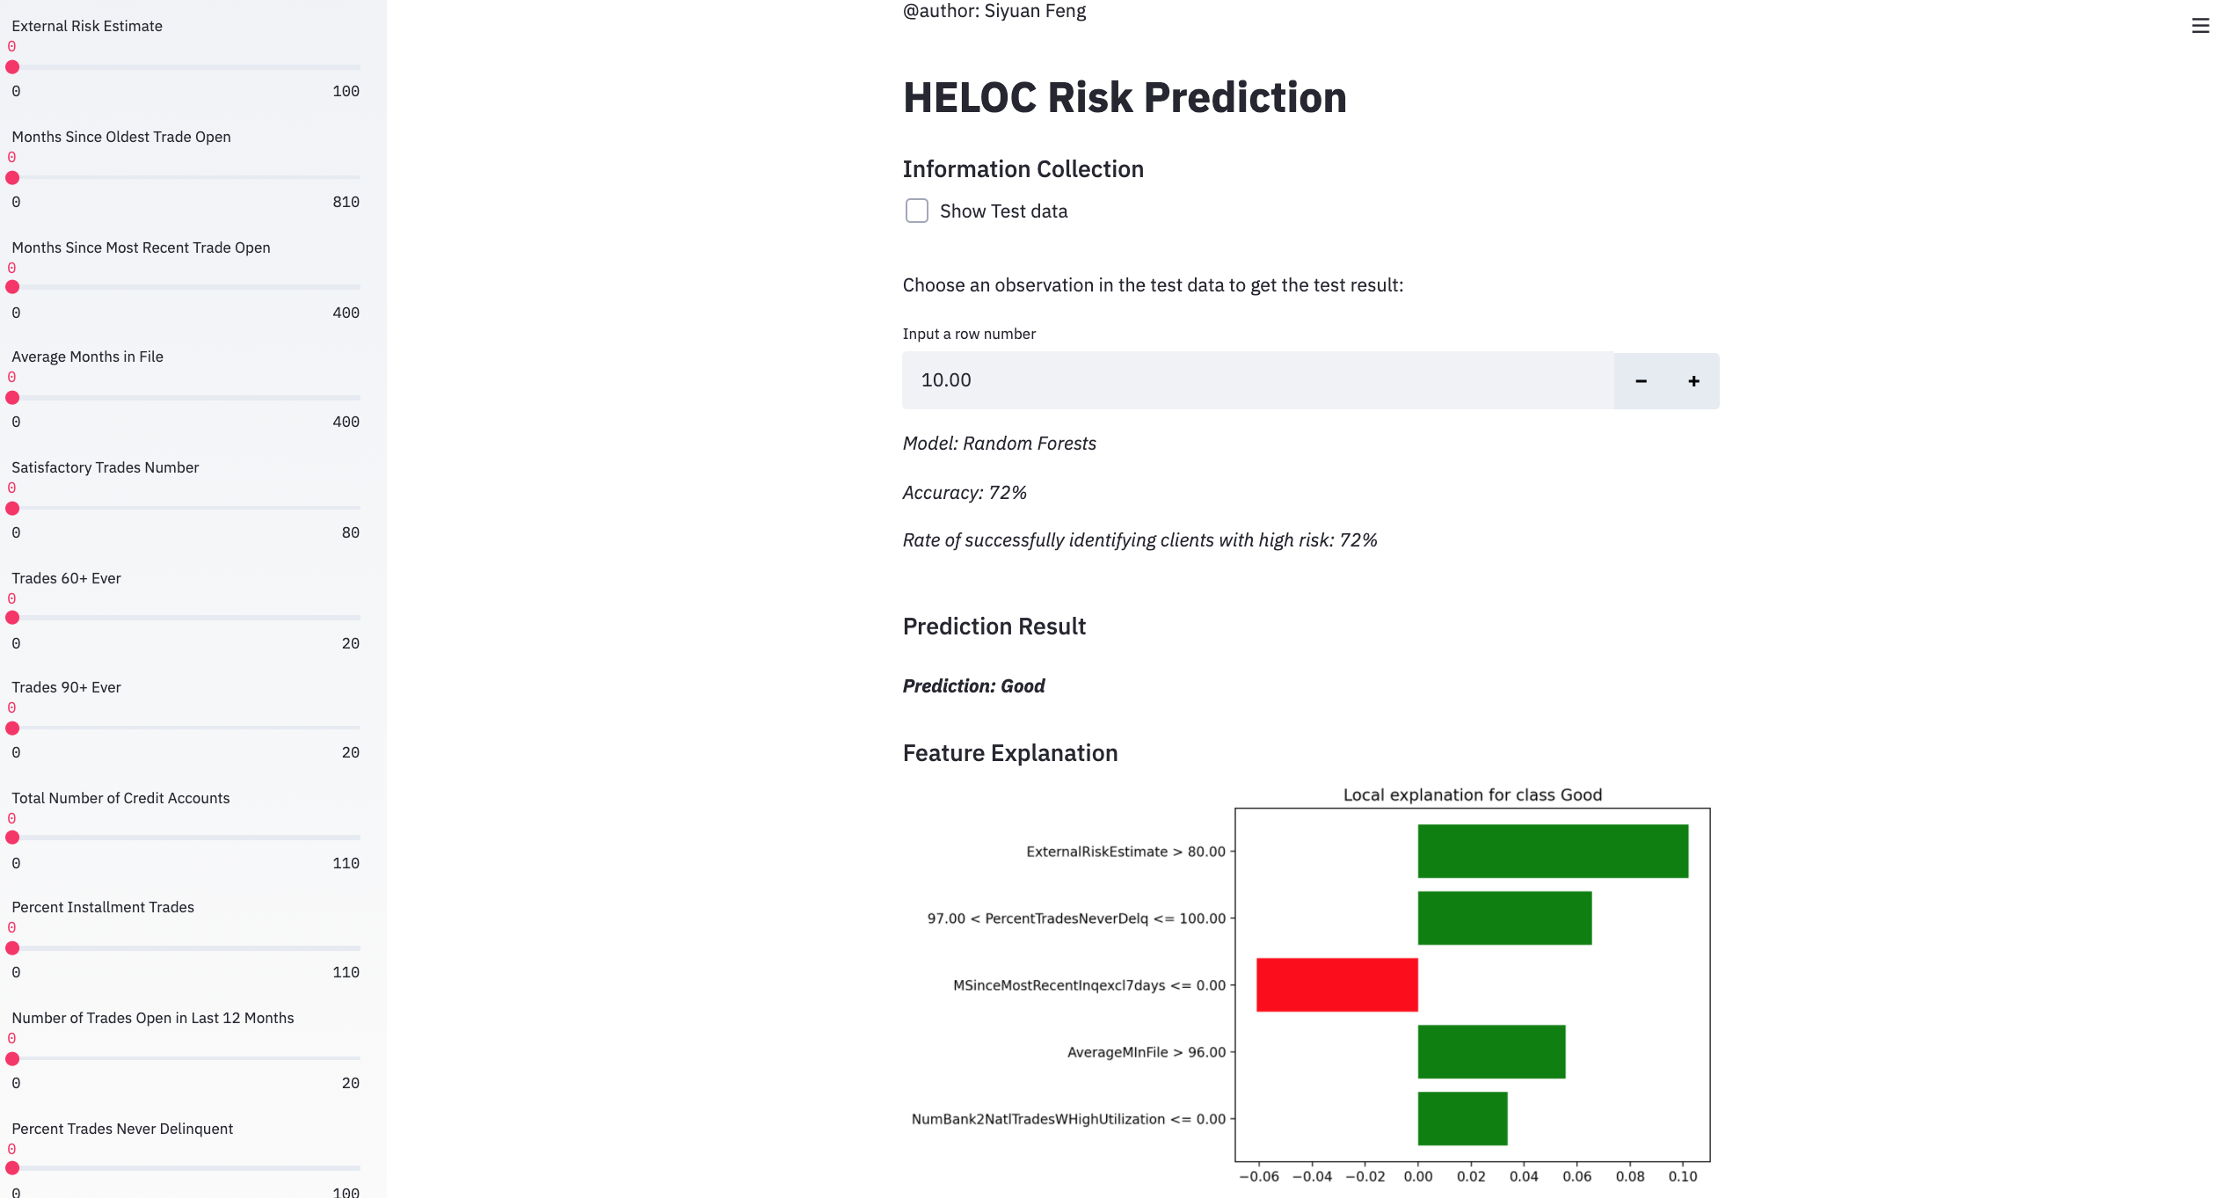 External Risk Estimate
0
0 100
Months Since Oldest Trade Open
0
0 810
Months Since Most Recent Trade Open
0
0 400
Average Months in File
0
0 400
Satisfactory Trades Number
0
0 80
Trades 60+ Ever
0
0 20
Trades 90+ Ever
0
0 20
Total Number of Credit Accounts
0
0 110
Percent Installment Trades
0
0 110
Number of Trades Open in Last 12 Months
0
0 20
Percent Trades Never Delinquent
0
0 100
@author: Siyuan Feng
HELOC Risk Prediction
Information Collection
Show Test data
Choose an observation in the test data to get the test result:
Input a row number
10.00 − +
Model: Random Forests
Accuracy: 72%
Rate of successfully identifying clients with high risk: 72%
Prediction Result
Prediction: Good
Feature Explanation
Local explanation for class Good
ExternalRiskEstimate > 80.00
97.00 < PercentTradesNeverDelq <= 100.00
MSinceMostRecentInqexcl7days <= 0.00
AverageMInFile > 96.00
NumBank2NatlTradesWHighUtilization <= 0.00
−0.06 −0.04 −0.02 0.00 0.02 0.04 0.06 0.08 0.10